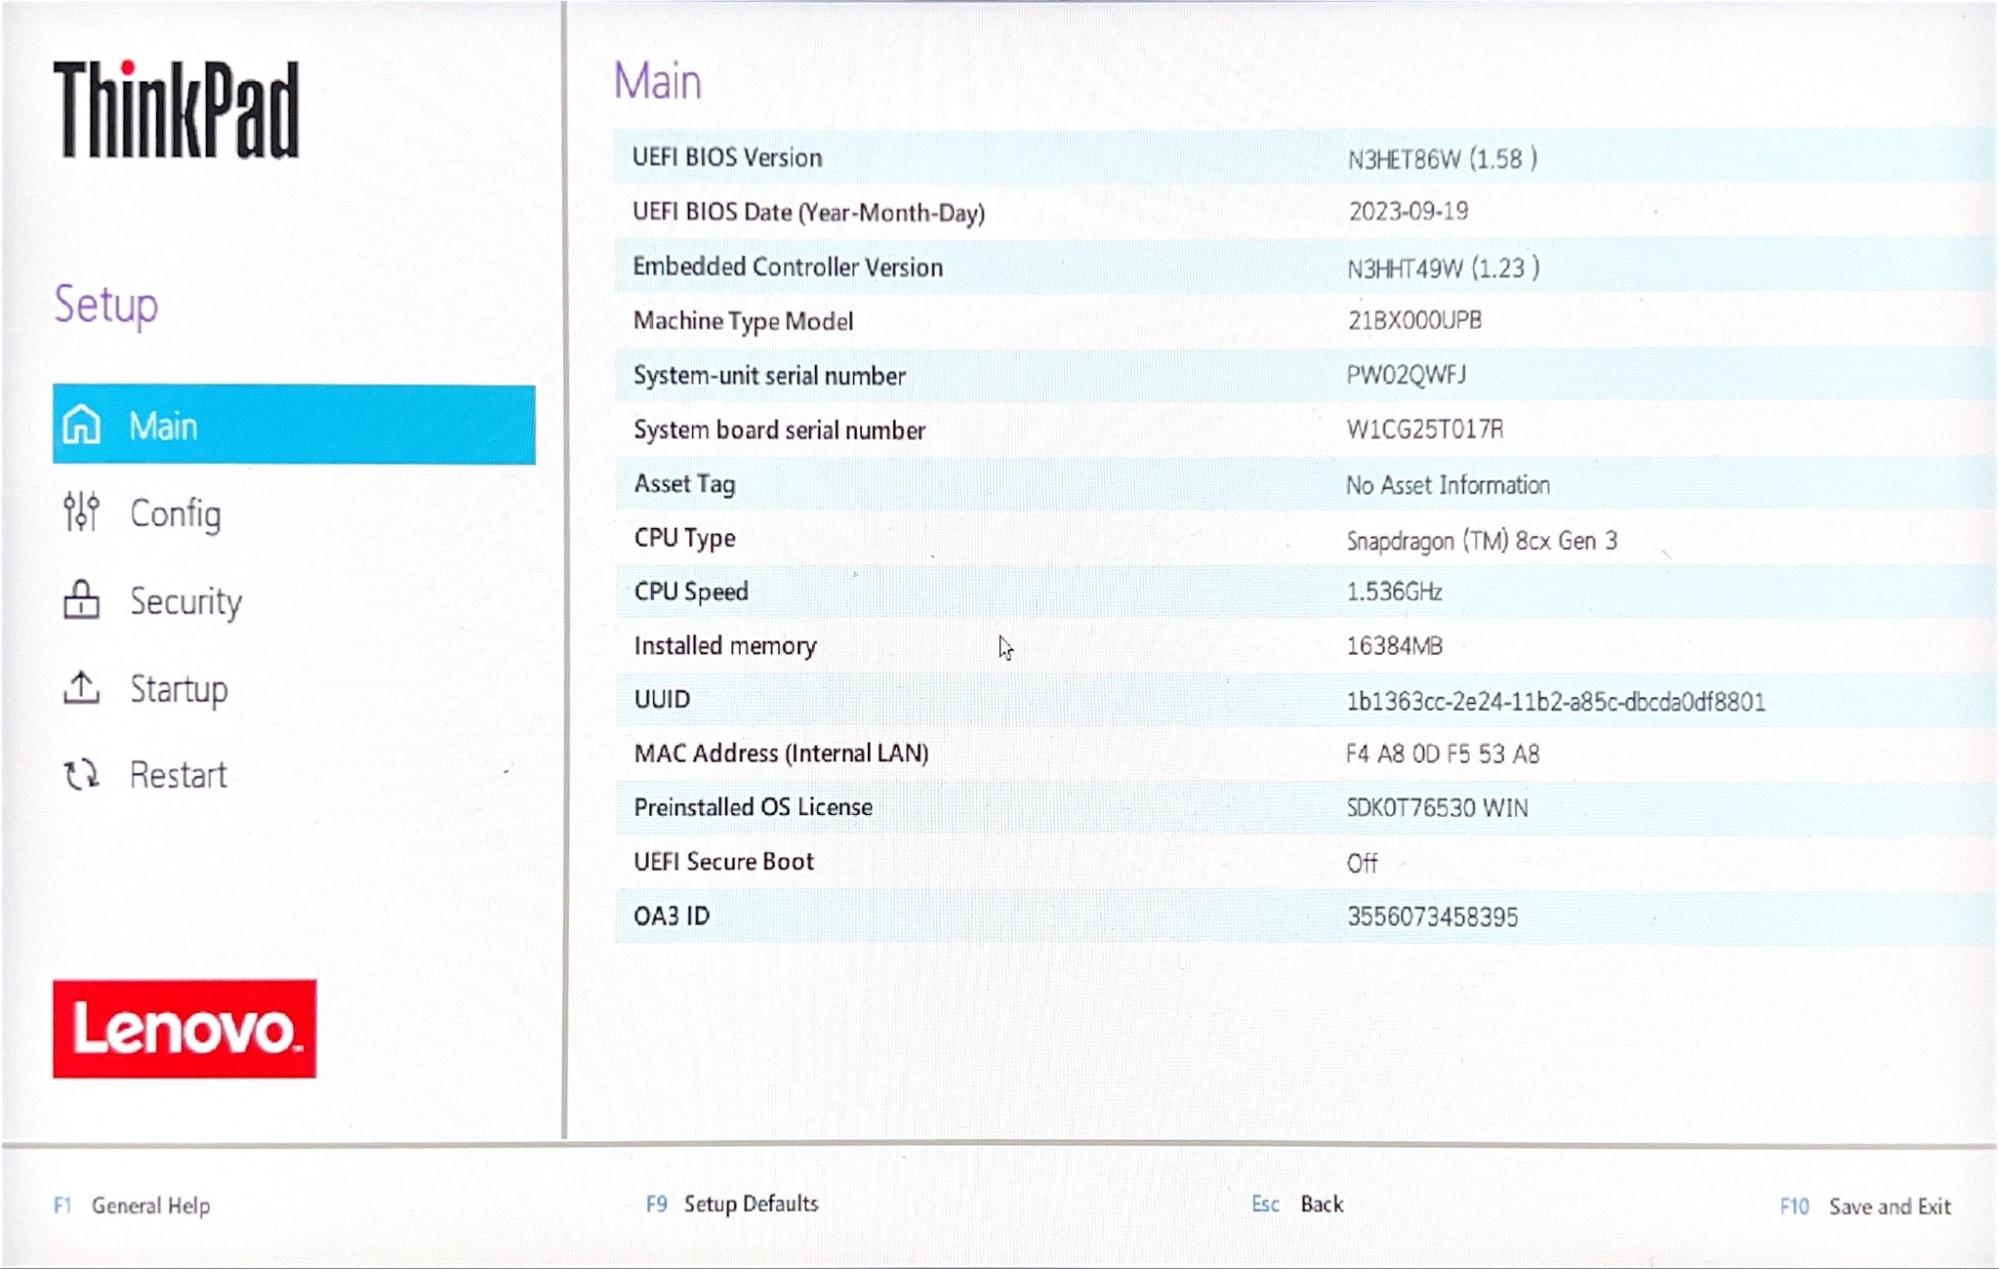 ThinkPad
Setup
Main
Config
Security
Startup
Restart
Lenovo™
Main
UEFI BIOS Version N3HET86W (1.58 )
UEFI BIOS Date (Year-Month-Day) 2023-09-19
Embedded Controller Version N3HHT49W (1.23 )
Machine Type Model 21BX000UPB
System-unit serial number PW02QWFJ
System board serial number W1CG25T017R
Asset Tag No Asset Information
CPU Type Snapdragon (TM) 8cx Gen 3
CPU Speed 1.536GHz
Installed memory 16384MB
UUID 1b1363cc-2e24-11b2-a85c-dbcda0df8801
MAC Address (Internal LAN) F4 A8 0D F5 53 A8
Preinstalled OS License SDK0T76530 WIN
UEFI Secure Boot Off
OA3 ID 3556073458395
F1 General Help F9 Setup Defaults Esc Back F10 Save and Exit